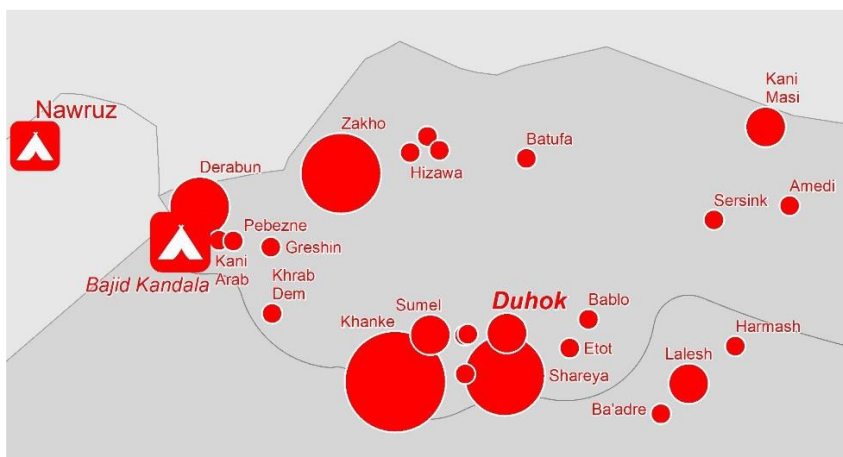 Nawruz
Kani
Masi
Zakho
Batufa
Derabun
Hizawa
Amedi
Sersink
Pebezne
Greshin
Kani
Arab
Bajid Kandala
Khrab
Dem
Duhok
Bablo
Sumel
Khanke
Harmash
Etot
Lalesh
Shareya
Ba'adre